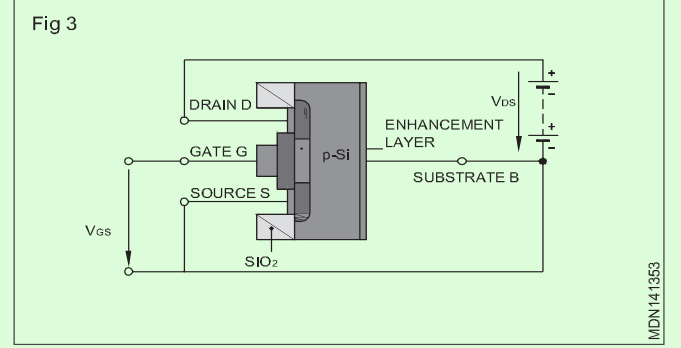 Fig 3
DRAIN D
GATE G
SOURCE S
VGS
SIO2
p-Si
ENHANCEMENT
LAYER
SUBSTRATE B
VDS
+
–
+
–
MDN141353